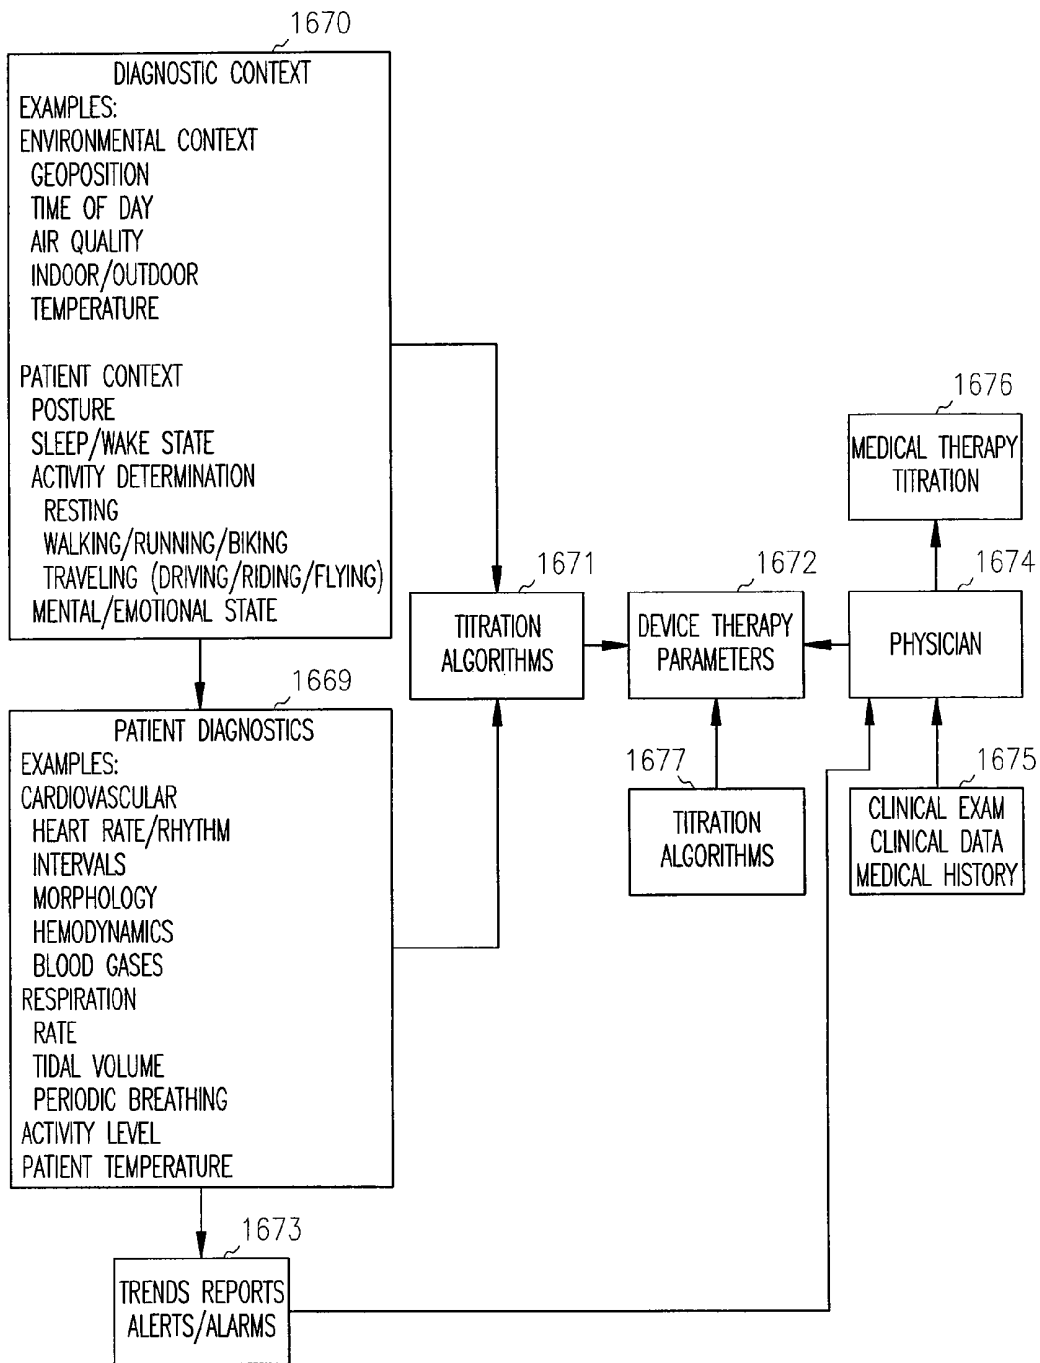 1670
DIAGNOSTIC CONTEXT
EXAMPLES:
ENVIRONMENTAL CONTEXT
GEOPOSITION
TIME OF DAY
AIR QUALITY
INDOOR/OUTDOOR
TEMPERATURE
PATIENT CONTEXT
POSTURE
SLEEP/WAKE STATE
ACTIVITY DETERMINATION
RESTING
WALKING/RUNNING/BIKING
TRAVELING (DRIVING/RIDING/FLYING)
MENTAL/EMOTIONAL STATE
1669
PATIENT DIAGNOSTICS
EXAMPLES:
CARDIOVASCULAR
HEART RATE/RHYTHM
INTERVALS
MORPHOLOGY
HEMODYNAMICS
BLOOD GASES
RESPIRATION
RATE
TIDAL VOLUME
PERIODIC BREATHING
ACTIVITY LEVEL
PATIENT TEMPERATURE
1673
TRENDS REPORTS
ALERTS/ALARMS
1671
TITRATION
ALGORITHMS
1672
DEVICE THERAPY
PARAMETERS
1677
TITRATION
ALGORITHMS
1676
MEDICAL THERAPY
TITRATION
1674
PHYSICIAN
1675
CLINICAL EXAM
CLINICAL DATA
MEDICAL HISTORY